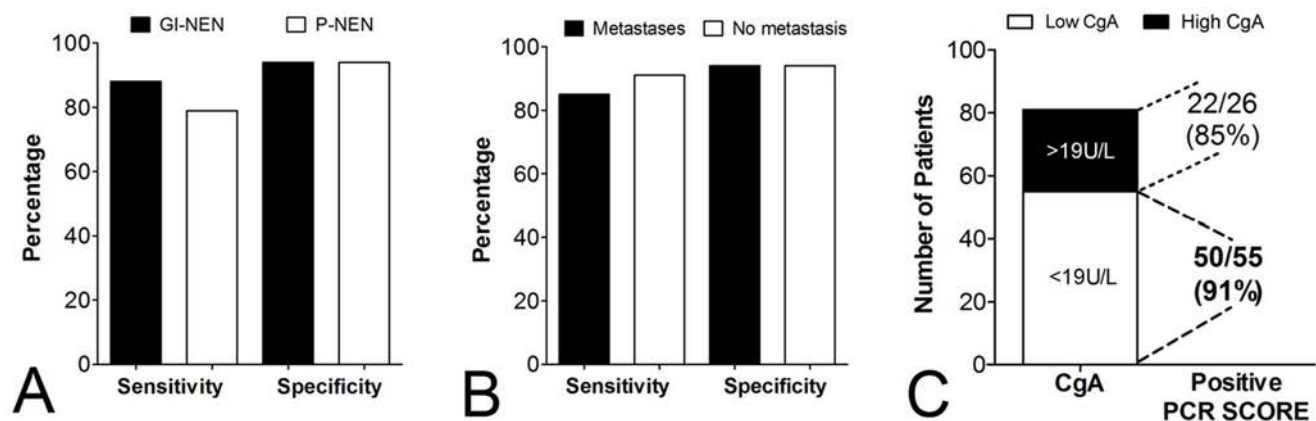 GI-NEN P-NEN
100
80
60
40
20
0
Percentage
Sensitivity Specificity
A
Metastases No metastasis
100
80
60
40
20
0
Percentage
Sensitivity Specificity
B
Low CgA High CgA
100
80
60
40
20
0
Number of Patients
>19U/L
<19U/L
22/26
(85%)
50/55
(91%)
CgA Positive
PCR SCORE
C